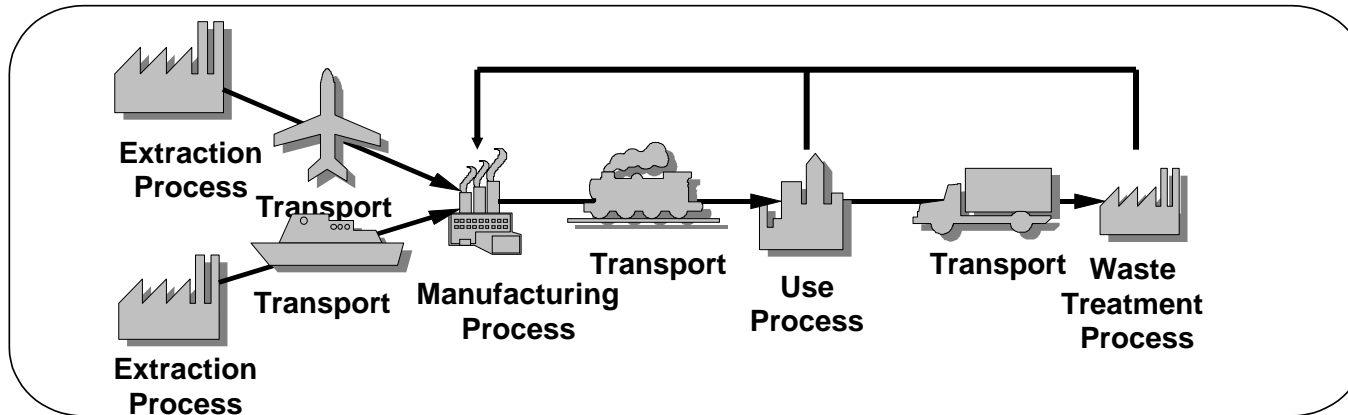 Extraction
Process
Transport
Transport
Extraction
Process
Manufacturing
Process
Transport
Use
Process
Transport
Waste
Treatment
Process